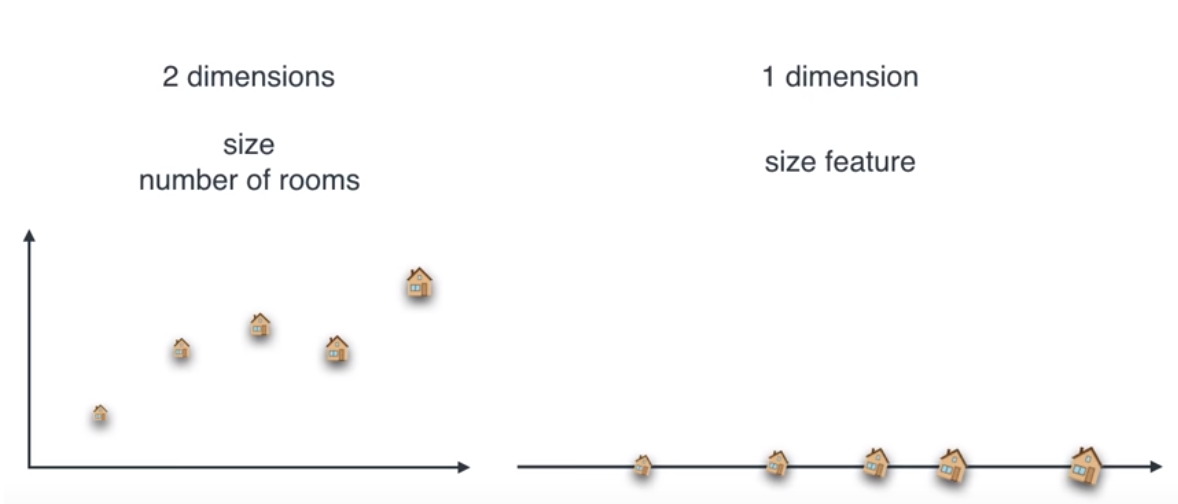 2 dimensions
size
number of rooms
1 dimension
size feature